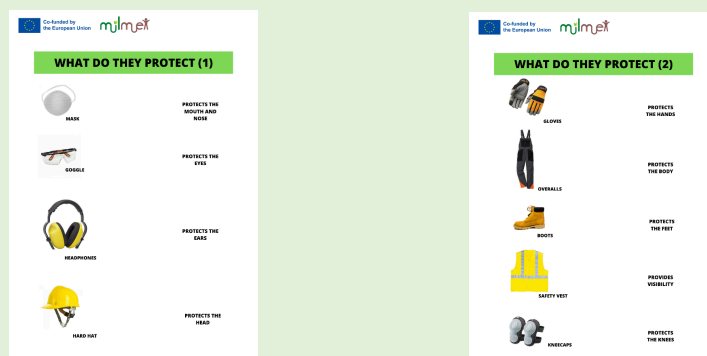 Co-funded by
the European Union
milmet
WHAT DO THEY PROTECT (1)
MASK
PROTECTS THE
MOUTH AND
NOSE
GOGGLE
PROTECTS THE
EYES
HEADPHONES
PROTECTS THE
EARS
HARD HAT
PROTECTS THE
HEAD
Co-funded by
the European Union
milmet
WHAT DO THEY PROTECT (2)
GLOVES
PROTECTS
THE HANDS
OVERALLS
PROTECTS
THE BODY
BOOTS
PROTECTS
THE FEET
SAFETY VEST
PROVIDES
VISIBILITY
KNEECAPS
PROTECTS
THE KNEES